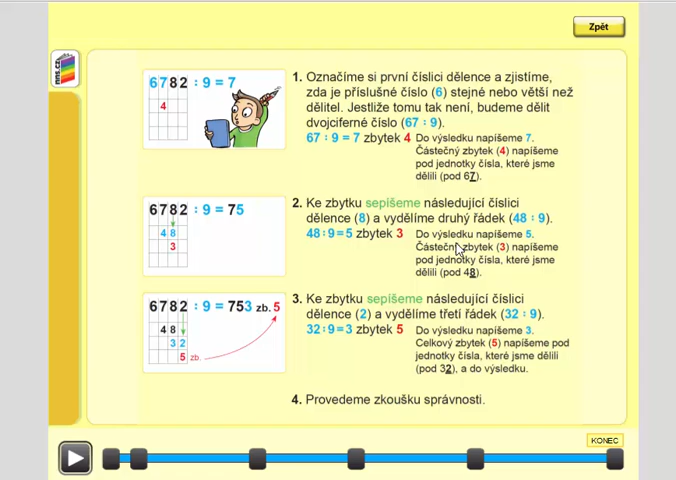 Zpět
nns.cz
6782 : 9 = 7
4
1. Označíme si první číslici dělence a zjistíme,
zda je příslušné číslo (6) stejné nebo větší než
dělitel. Jestliže tomu tak není, budeme dělit
dvojciferné číslo (67 : 9).
67 : 9 = 7 zbytek 4
Do výsledku napíšeme 7.
Částečný zbytek (4) napíšeme
pod jednotky čísla, které jsme
dělili (pod 67).
6782 : 9 = 75
48
3
2. Ke zbytku sepíšeme následující číslici
dělence (8) a vydělíme druhý řádek (48 : 9).
48:9=5 zbytek 3
Do výsledku napíšeme 5.
Částečný zbytek (3) napíšeme
pod jednotky čísla, které jsme
dělili (pod 48).
6782 : 9 = 753 zb. 5
48
32
5 zb.
3. Ke zbytku sepíšeme následující číslici
dělence (2) a vydělíme třetí řádek (32 : 9).
32:9=3 zbytek 5
Do výsledku napíšeme 3.
Celkový zbytek (5) napíšeme pod
jednotky čísla, které jsme dělili
(pod 32), a do výsledku.
4. Provedeme zkoušku správnosti.
KONEC